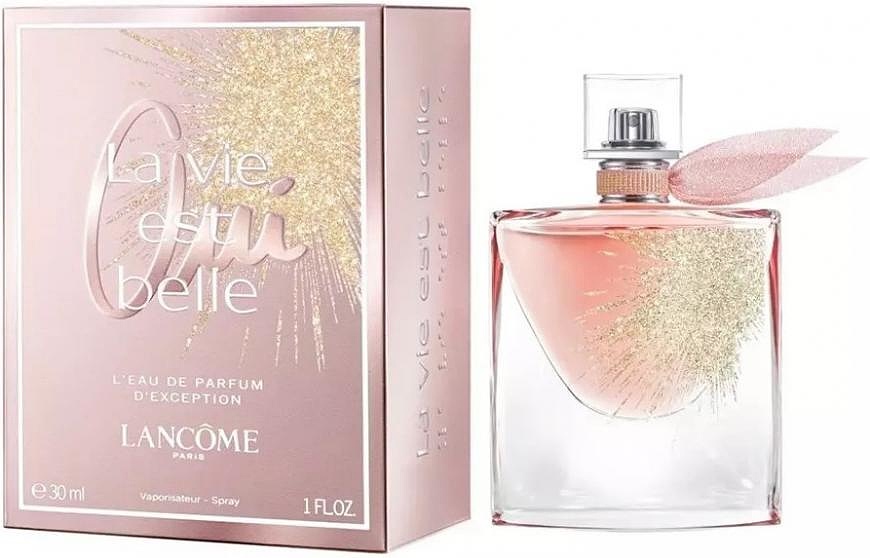 La vie
est
Oui
belle
L'EAU DE PARFUM
D'EXCEPTION
LANCÔME
PARIS
℮ 30 ml
Vaporisateur - Spray
1 FL.OZ.
La vie est belle